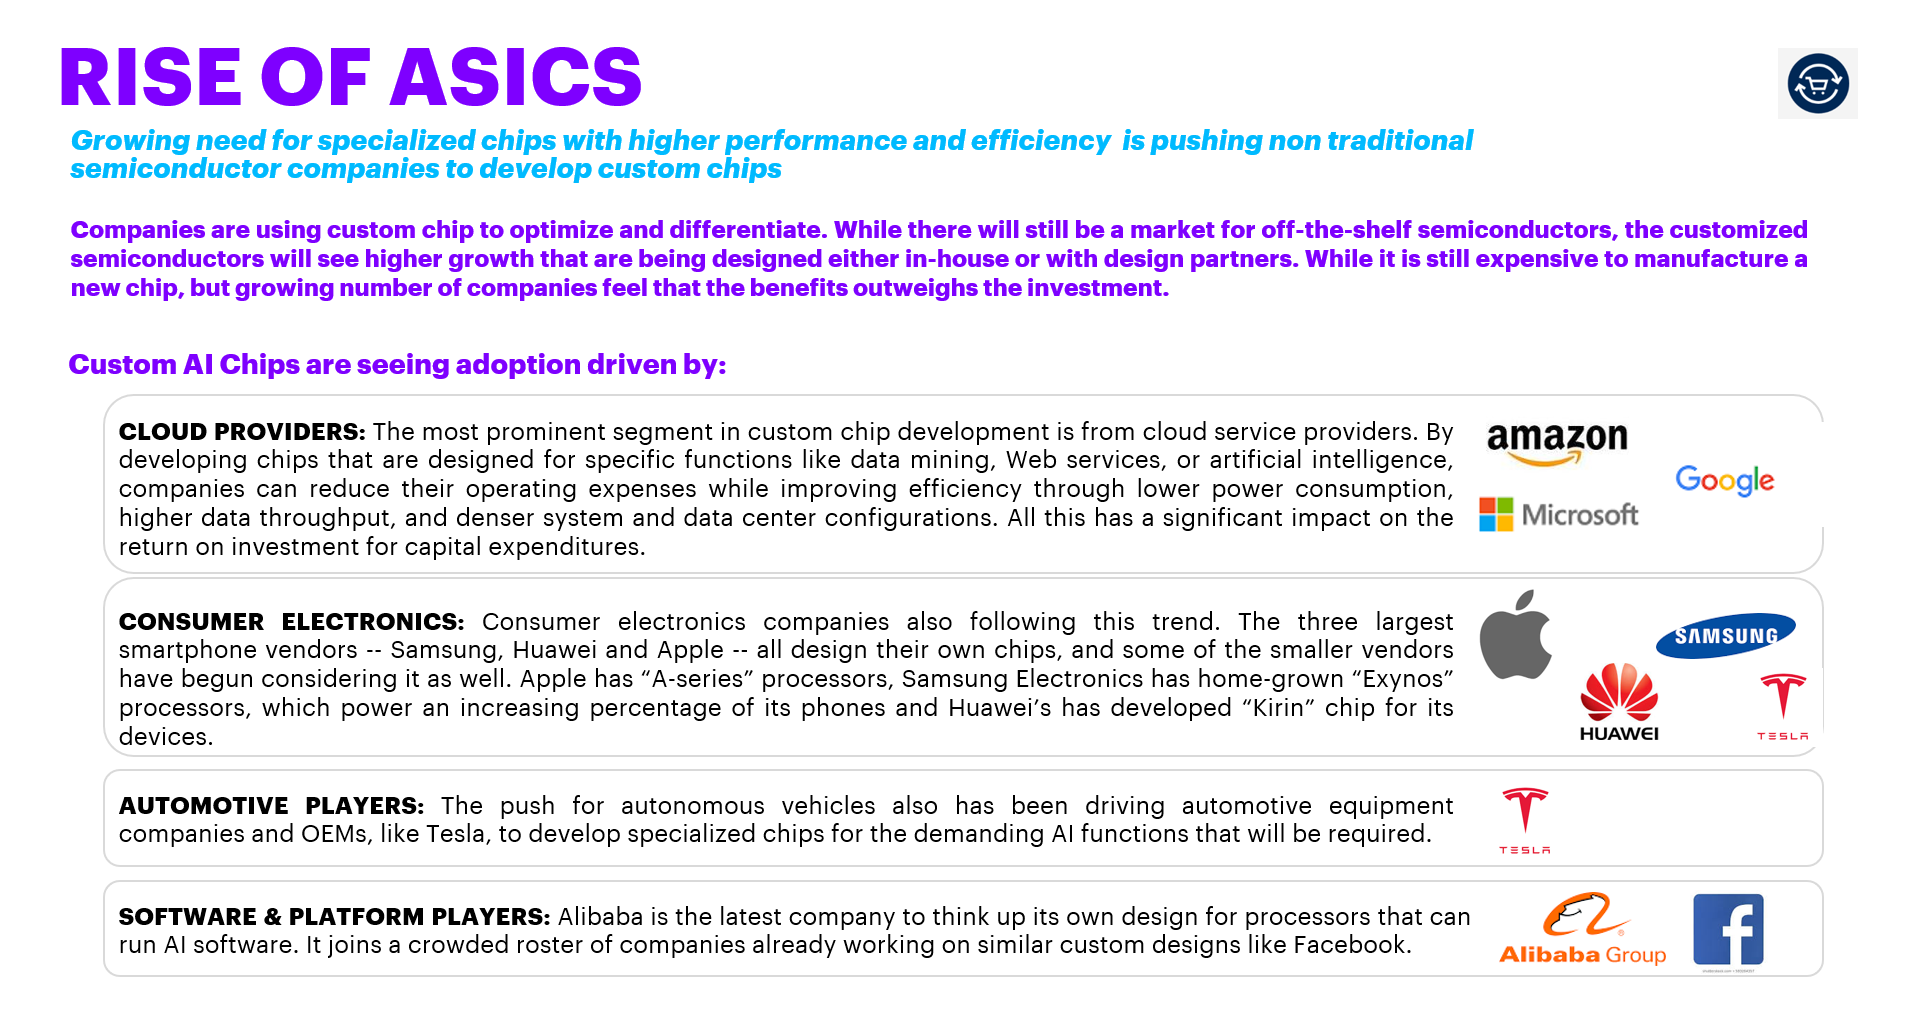 RISE OF ASICS
Growing need for specialized chips with higher performance and efficiency  is pushing non traditional
semiconductor companies to develop custom chips
Companies are using custom chip to optimize and differentiate. While there will still be a market for off-the-shelf semiconductors, the customized
semiconductors will see higher growth that are being designed either in-house or with design partners. While it is still expensive to manufacture a
new chip, but growing number of companies feel that the benefits outweighs the investment.
Custom AI Chips are seeing adoption driven by:
CLOUD PROVIDERS: The most prominent segment in custom chip development is from cloud service providers. By
developing chips that are designed for specific functions like data mining, Web services, or artificial intelligence,
companies can reduce their operating expenses while improving efficiency through lower power consumption,
higher data throughput, and denser system and data center configurations. All this has a significant impact on the
return on investment for capital expenditures.
amazon
Google
Microsoft
CONSUMER ELECTRONICS: Consumer electronics companies also following this trend. The three largest
smartphone vendors -- Samsung, Huawei and Apple -- all design their own chips, and some of the smaller vendors
have begun considering it as well. Apple has “A-series” processors, Samsung Electronics has home-grown “Exynos”
processors, which power an increasing percentage of its phones and Huawei’s has developed “Kirin” chip for its
devices.
SAMSUNG
HUAWEI
TESLA
AUTOMOTIVE PLAYERS: The push for autonomous vehicles also has been driving automotive equipment
companies and OEMs, like Tesla, to develop specialized chips for the demanding AI functions that will be required.
TESLA
SOFTWARE & PLATFORM PLAYERS: Alibaba is the latest company to think up its own design for processors that can
run AI software. It joins a crowded roster of companies already working on similar custom designs like Facebook.
Alibaba Group
f